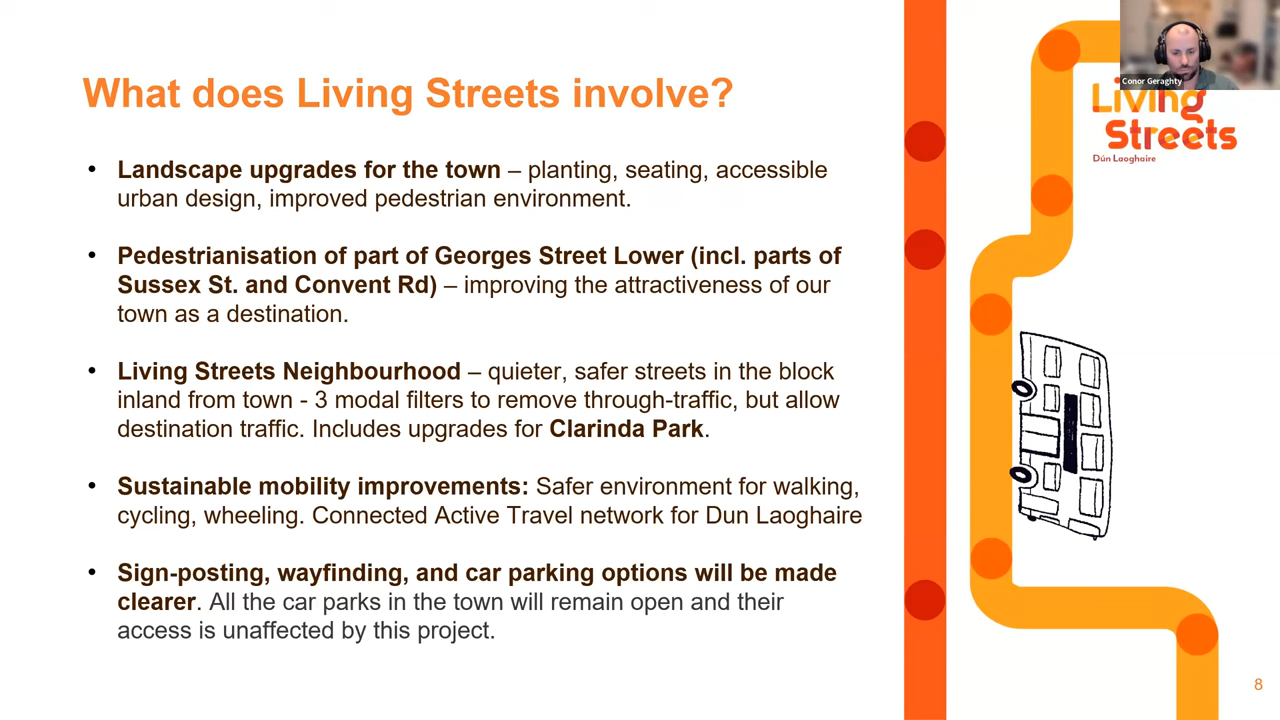 Conor Geraghty
Living
Streets
Dún Laoghaire
What does Living Streets involve?
• Landscape upgrades for the town – planting, seating, accessible
urban design, improved pedestrian environment.
• Pedestrianisation of part of Georges Street Lower (incl. parts of
Sussex St. and Convent Rd) – improving the attractiveness of our
town as a destination.
• Living Streets Neighbourhood – quieter, safer streets in the block
inland from town - 3 modal filters to remove through-traffic, but allow
destination traffic. Includes upgrades for Clarinda Park.
• Sustainable mobility improvements: Safer environment for walking,
cycling, wheeling. Connected Active Travel network for Dun Laoghaire
• Sign-posting, wayfinding, and car parking options will be made
clearer. All the car parks in the town will remain open and their
access is unaffected by this project.
8